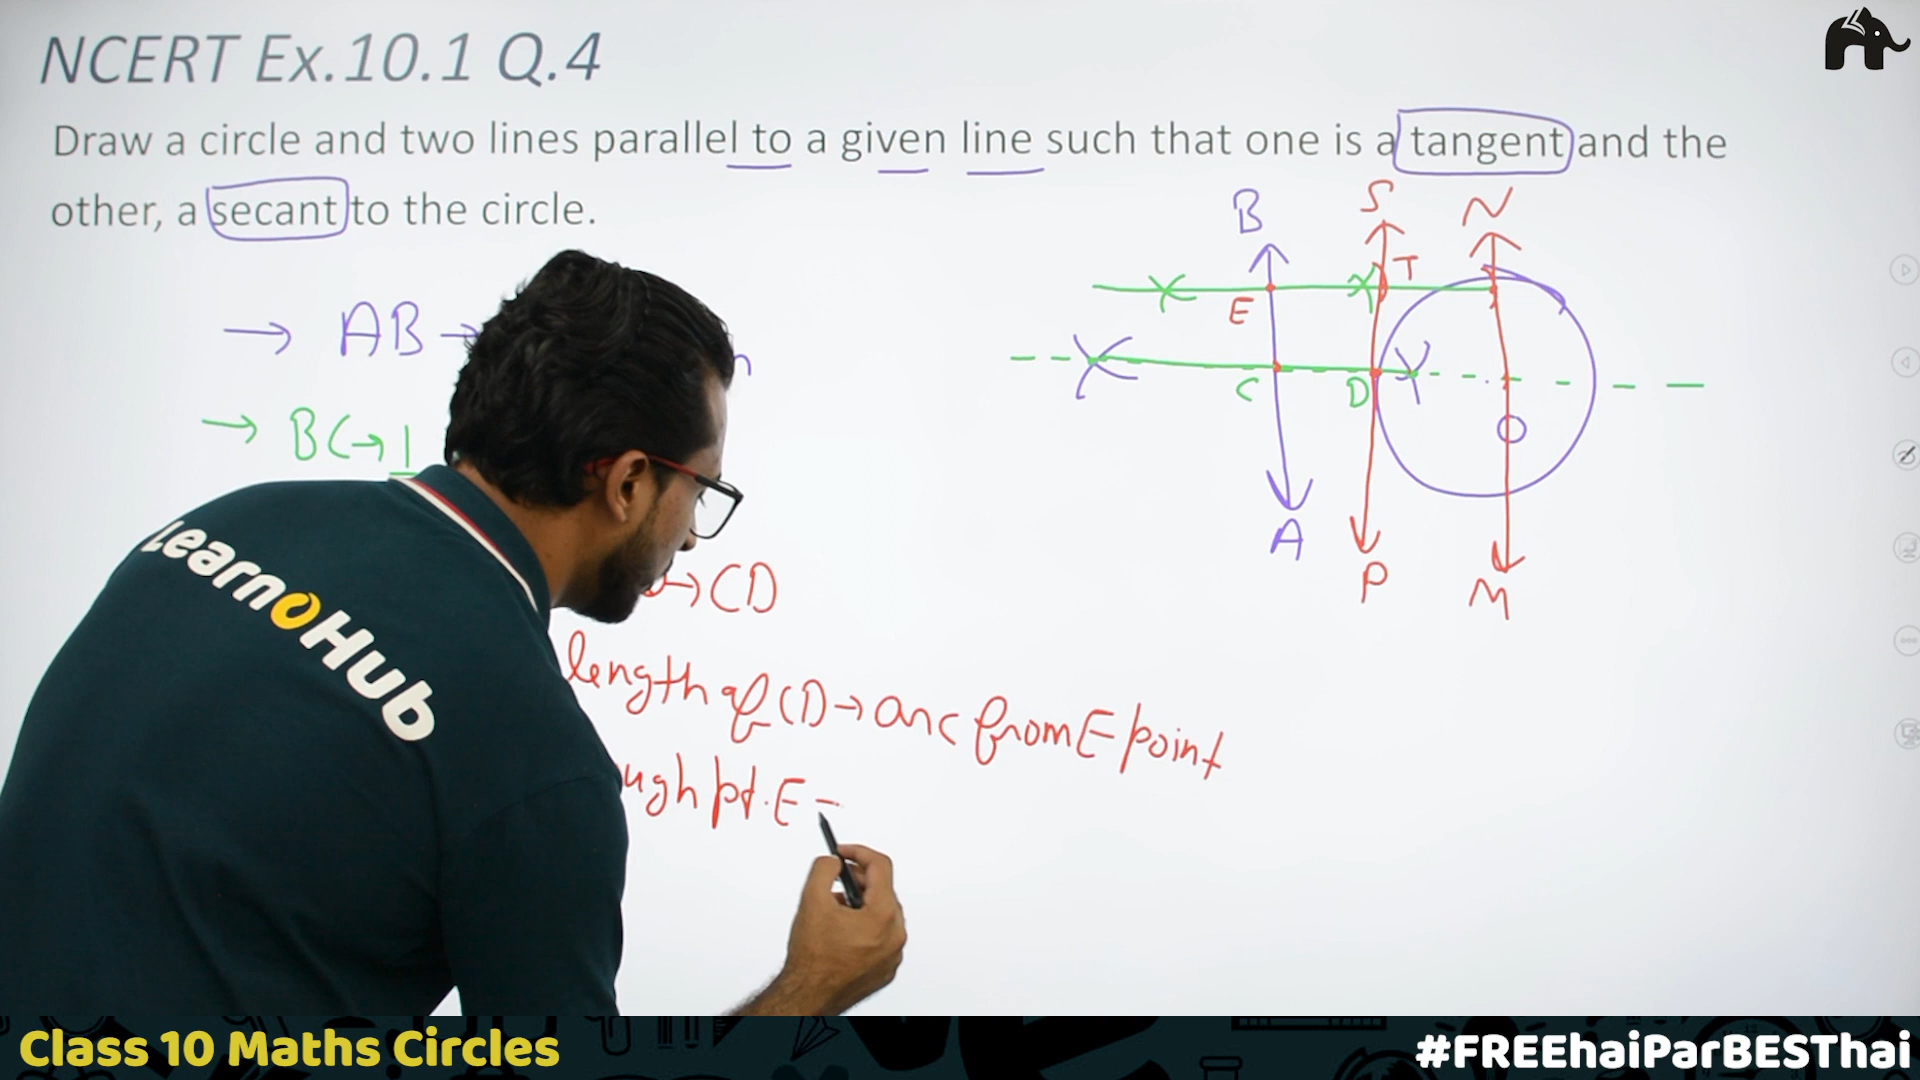 NCERT Ex.10.1 Q.4
Draw a circle and two lines parallel to a given line such that one is a tangent and the
other, a secant to the circle.
B S N
T
E
C D
O
A
P
M
→ AB →
→ BC →
→ CD
length of CD → arc from E point
pt. E
LearnoHub
Class 10 Maths Circles
#FREEhaiParBESThai